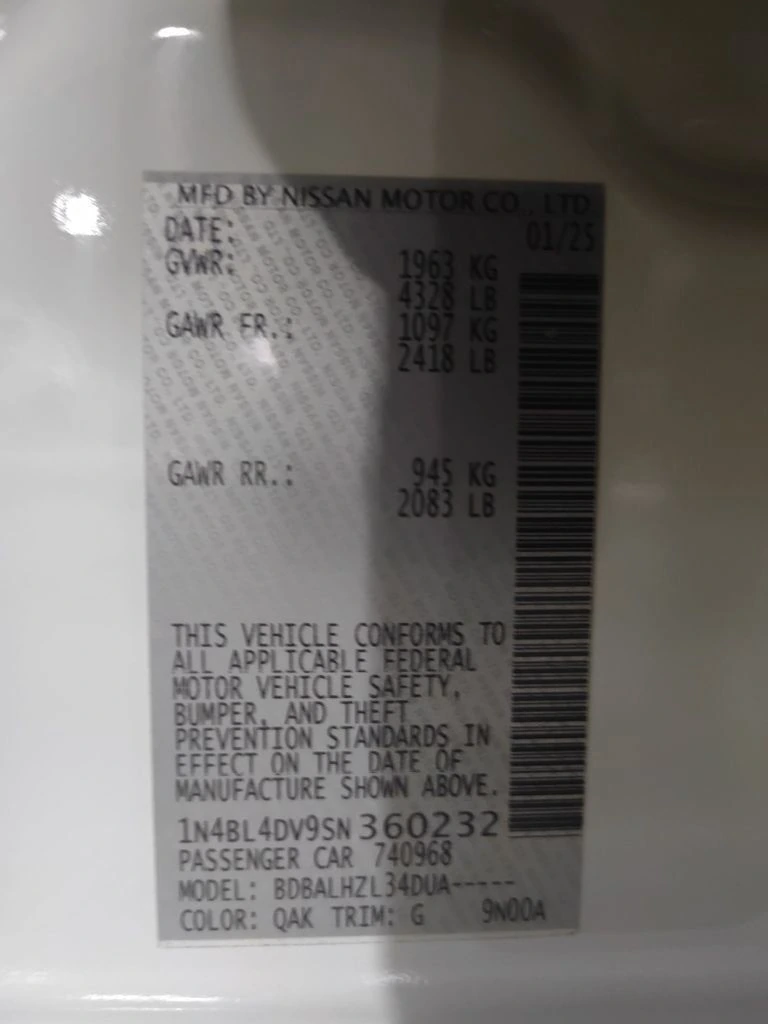 MFD BY NISSAN MOTOR CO., LTD
DATE: 01/25
GVWR: 1963 KG
4328 LB
GAWR FR.: 1097 KG
2418 LB
GAWR RR.: 945 KG
2083 LB
THIS VEHICLE CONFORMS TO
ALL APPLICABLE FEDERAL
MOTOR VEHICLE SAFETY,
BUMPER, AND THEFT
PREVENTION STANDARDS IN
EFFECT ON THE DATE OF
MANUFACTURE SHOWN ABOVE.
1N4BL4DV9SN 360232
PASSENGER CAR 740968
MODEL: BDBALHZL34DUA-----
COLOR: QAK TRIM: G 9N00A